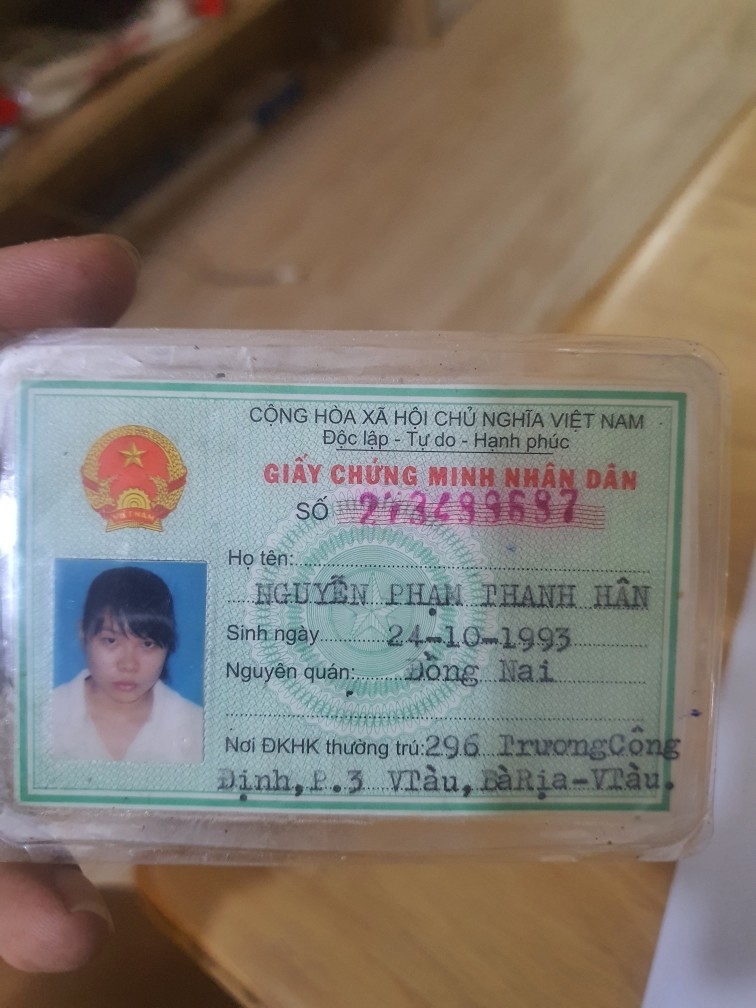 CỘNG HÒA XÃ HỘI CHỦ NGHĨA VIỆT NAM
Độc lập - Tự do - Hạnh phúc
GIẤY CHỨNG MINH NHÂN DÂN
SỐ
Họ tên:
NGUYỄN PHẠM THANH HÂN
Sinh ngày 24-10-1993
Nguyên quán: Đồng Nai
Nơi ĐKHK thường trú: 296 TrươngCông
Định, P.3 VTàu, BàRịa-VTàu.
VIỆT NAM